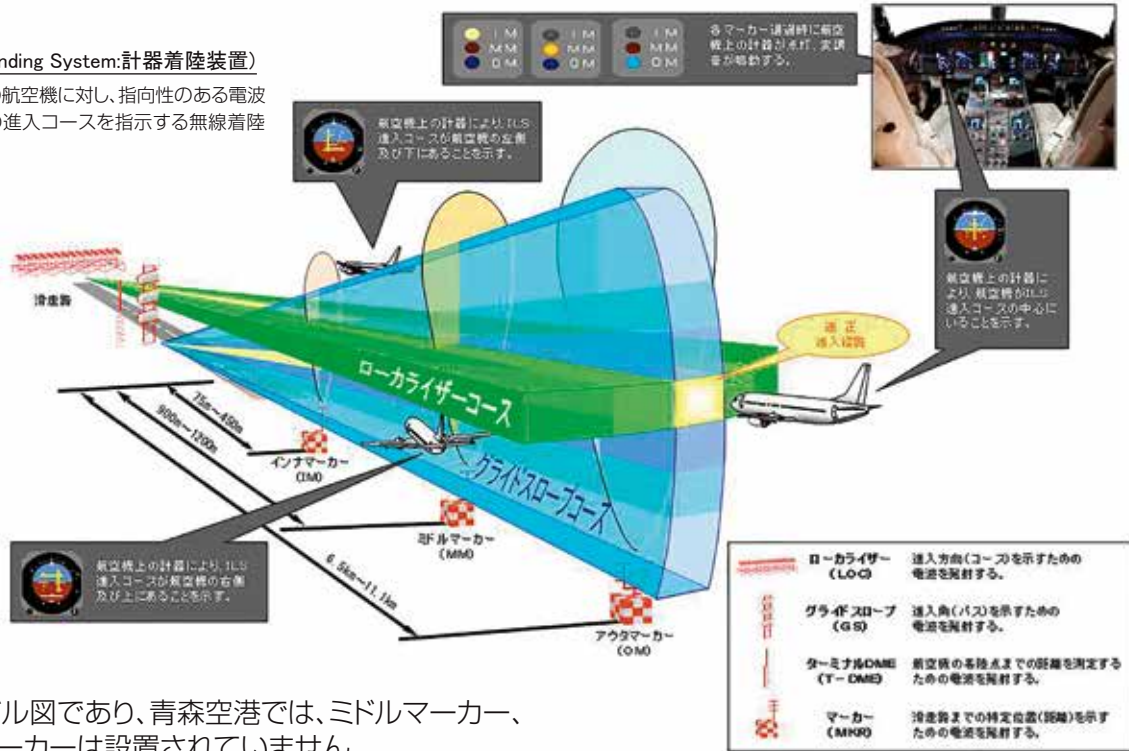 nding System:計器着陸装置)
の航空機に対し、指向性のある電波
の進入コースを指示する無線着陸
IM
MM
OM
IM
MM
OM
IM
MM
OM
各マーカー通過時に航空
機上の計器が点灯、変調
音が鳴動する。
航空機上の計器により、ILS
進入コースが航空機の左側
及び下にあることを示す。
航空機上の計器に
より、航空機がILS
進入コースの中心に
いることを示す。
滑走路
適正
進入経路
ローカライザーコース
グライドスロープコース
75m~450m
900m~1200m
6.5km~11.1km
インナマーカー
(IM)
ミドルマーカー
(MM)
アウタマーカー
(OM)
航空機上の計器により、ILS
進入コースが航空機の右側
及び上にあることを示す。
ローカライザー
(LOC)
進入方向(コース)を示すための
電波を発射する。
グライドスロープ
(GS)
進入角(パス)を示すための
電波を発射する。
ターミナルDME
(T-DME)
航空機の着陸点までの距離を測定する
ための電波を発射する。
マーカー
(MKR)
滑走路までの特定位置(距離)を示す
ための電波を発射する。
ル図であり、青森空港では、ミドルマーカー、
ーカーは設置されていません